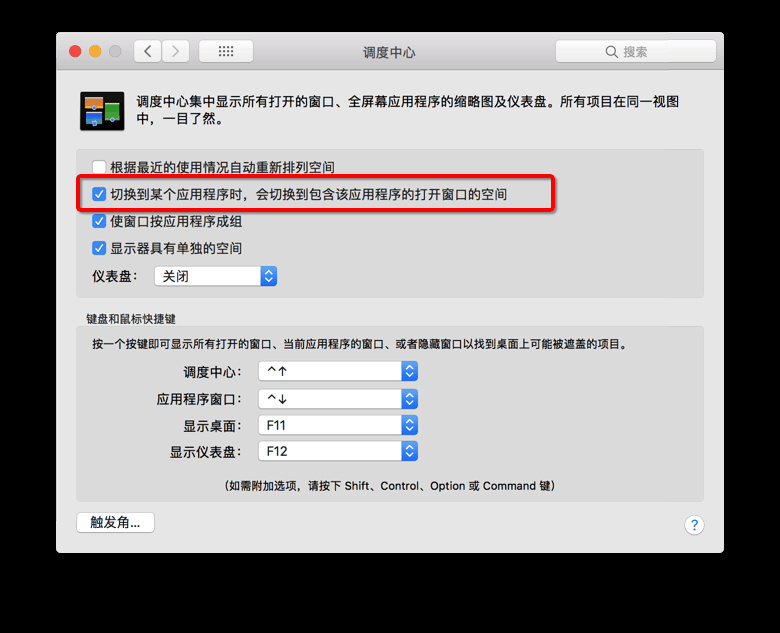 调度中心
搜索
调度中心集中显示所有打开的窗口、全屏幕应用程序的缩略图及仪表盘。所有项目在同一视图
中，一目了然。
根据最近的使用情况自动重新排列空间
切换到某个应用程序时，会切换到包含该应用程序的打开窗口的空间
使窗口按应用程序成组
显示器具有单独的空间
仪表盘： 关闭
键盘和鼠标快捷键
按一个按键即可显示所有打开的窗口、当前应用程序的窗口、或者隐藏窗口以找到桌面上可能被遮盖的项目。
调度中心： ^↑
应用程序窗口： ^↓
显示桌面： F11
显示仪表盘： F12
（如需附加选项，请按下 Shift、Control、Option 或 Command 键）
触发角...
?